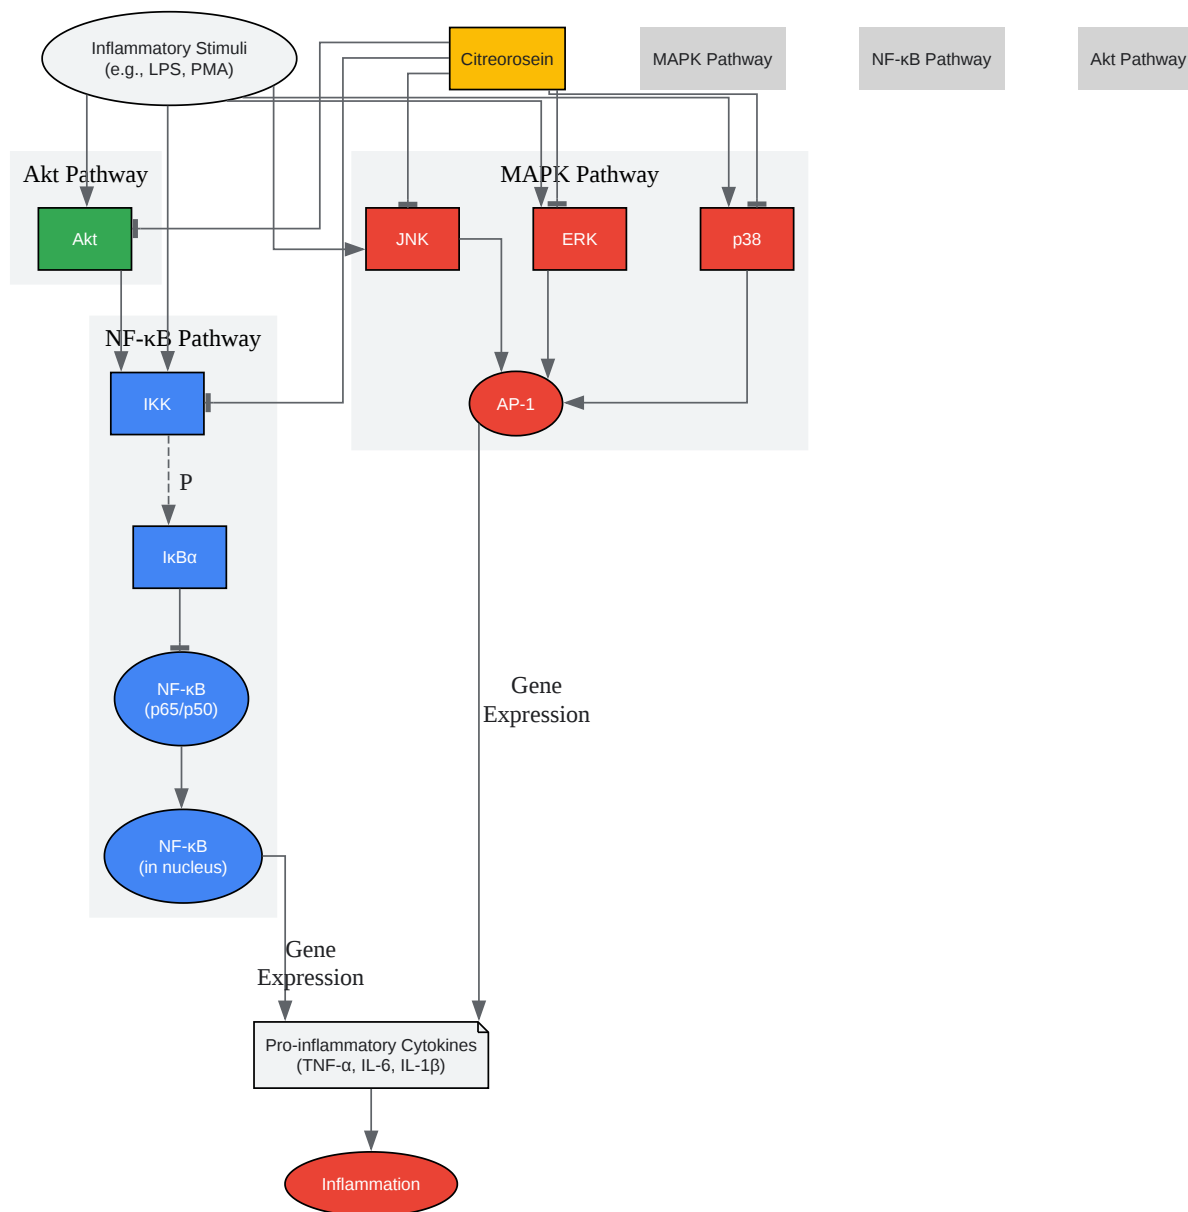 Inflammatory Stimuli
(e.g., LPS, PMA)
Citreorosein
MAPK Pathway
NF-κB Pathway
Akt Pathway
Akt Pathway
MAPK Pathway
Akt
JNK
ERK
p38
NF-κB Pathway
IKK
AP-1
P
IκBα
NF-κB
(p65/p50)
Gene
Expression
NF-κB
(in nucleus)
Gene
Expression
Pro-inflammatory Cytokines
(TNF-α, IL-6, IL-1β)
Inflammation